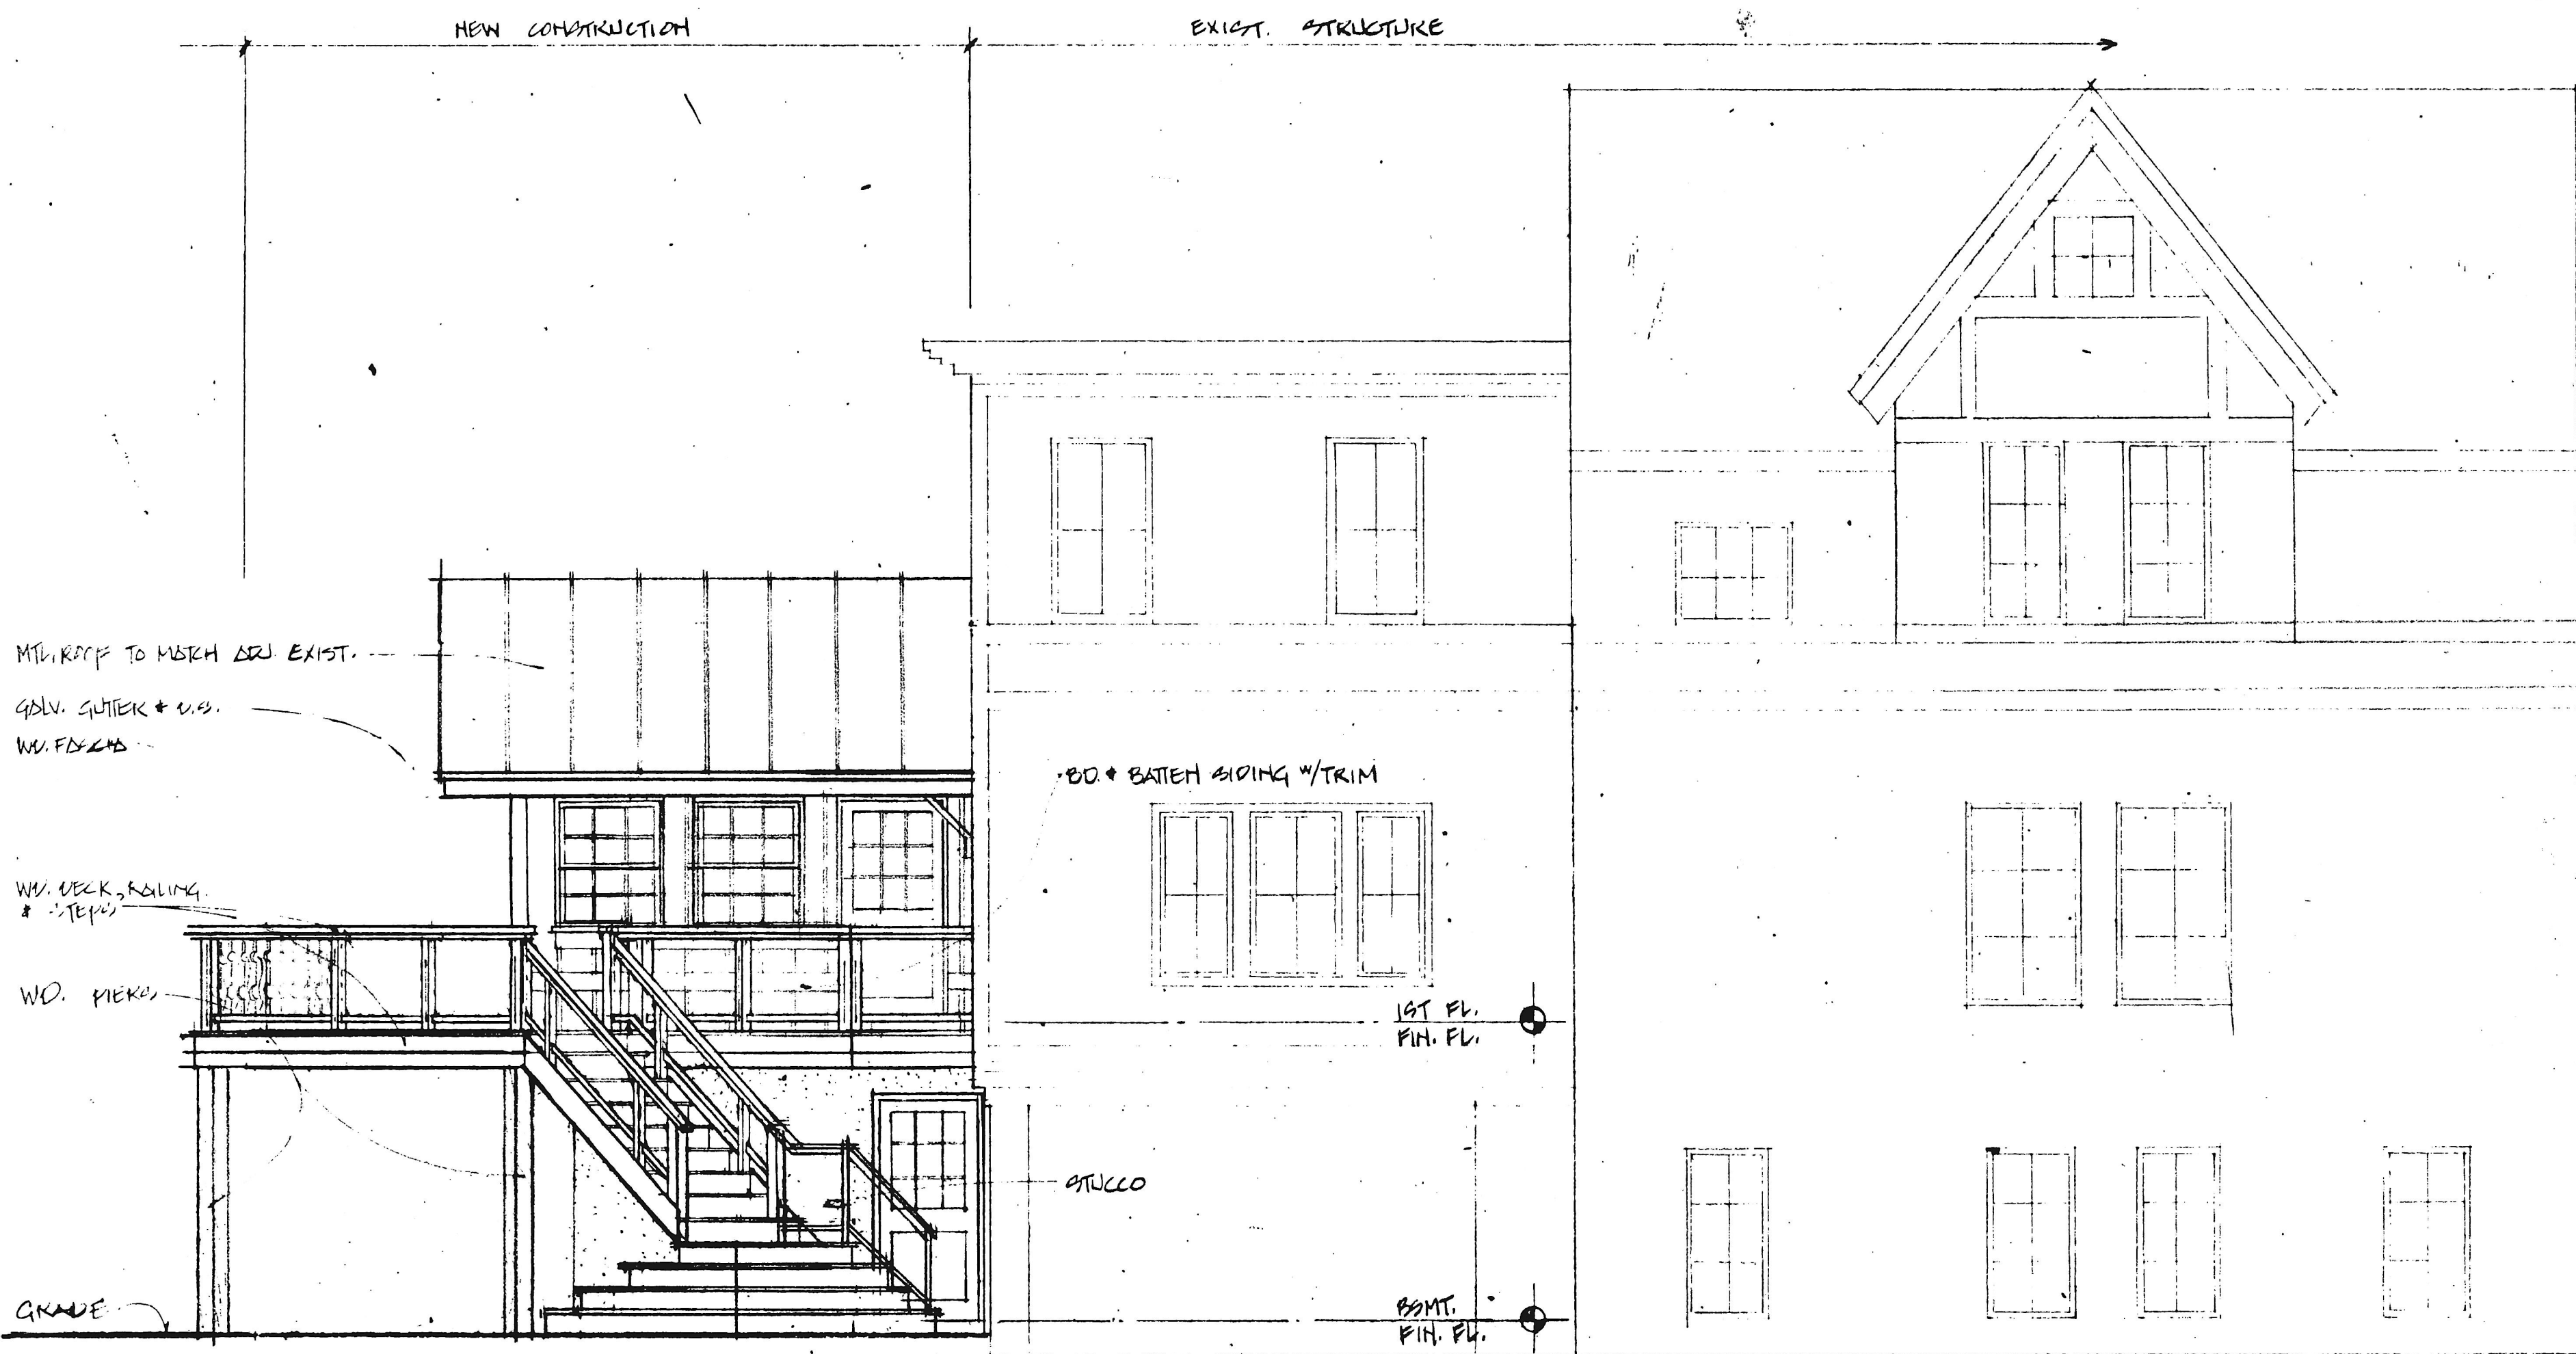 NEW CONSTRUCTION
EXIST. STRUCTURE
MTL. ROOF TO MATCH ADJ. EXIST.
GALV. GUTTER & D.S.
WD. FASCIA
BD. & BATTEN SIDING W/TRIM
WD. DECK, RAILING
& STEPS
WD. PIERS
1ST FL.
FIN. FL.
STUCCO
GRADE
BSMT.
FIN. FL.